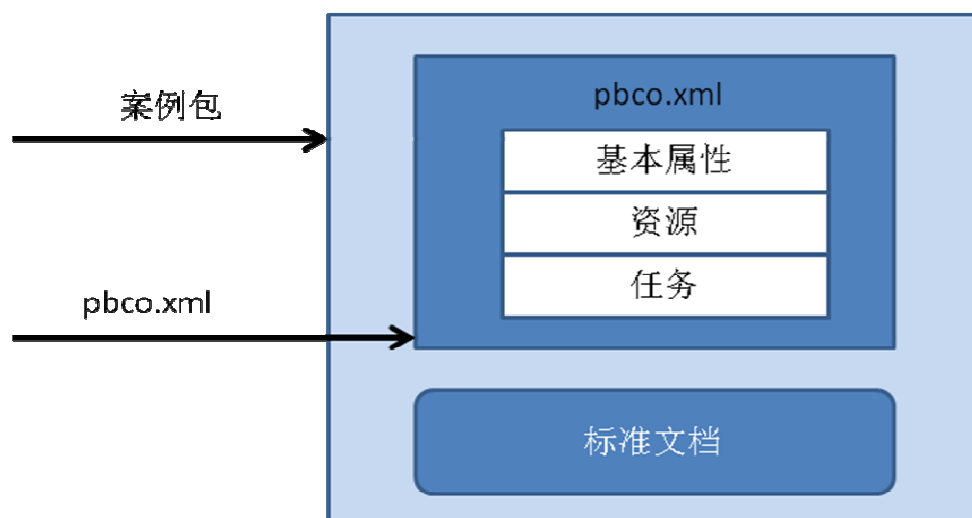 案例包
pbco.xml
pbco.xml
基本属性
资源
任务
标准文档